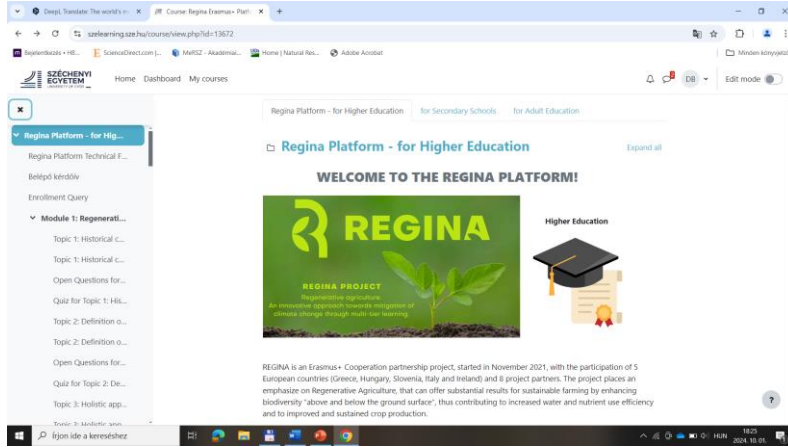 DeepL Translate: The world's m
Course: Regina Erasmus+ Platf
szelearning.sze.hu/course/view.php?id=13672
Bejelentkezés • HE...
ScienceDirect.com |...
MeRSZ - Akadémiai...
Home | Natural Res...
Adobe Acrobat
Minden könyvjelző
SZÉCHENYI
EGYETEM
Home Dashboard My courses
DB
Edit mode
Regina Platform - for Hig...
Regina Platform Technical F...
Belépő kérdőív
Enrollment Query
Module 1: Regenerati...
Topic 1: Historical c...
Topic 1: Historical c...
Open Questions for...
Quiz for Topic 1: His...
Topic 2: Definition o...
Topic 2: Definition o...
Open Questions for...
Quiz for Topic 2: De...
Topic 3: Holistic app...
Topic 3: Holistic app...
Regina Platform - for Higher Education
for Secondary Schools
for Adult Education
Regina Platform - for Higher Education
Expand all
WELCOME TO THE REGINA PLATFORM!
REGINA
REGINA PROJECT
Regenerative agriculture:
An innovative approach towards mitigation of
climate change through multi-tier learning.
Higher Education
REGINA is an Erasmus+ Cooperation partnership project, started in November 2021, with the participation of 5
European countries (Greece, Hungary, Slovenia, Italy and Ireland) and 8 project partners. The project places an
emphasize on Regenerative Agriculture, that can offer substantial results for sustainable farming by enhancing
biodiversity "above and below the ground surface", thus contributing to increased water and nutrient use efficiency
and to improved and sustained crop production.
?
Írjon ide a kereséshez
HUN
18:25
2024. 10. 01.